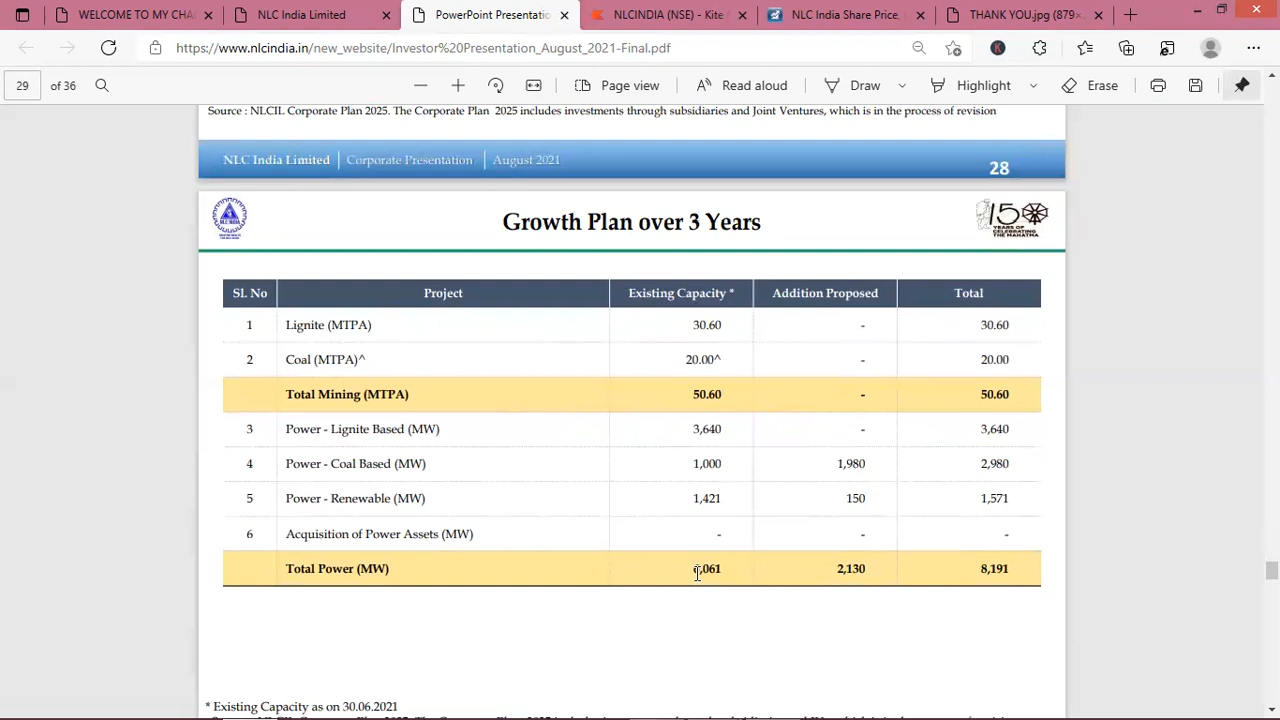 WELCOME TO MY CHA
NLC India Limited
PowerPoint Presentatio
NLCINDIA (NSE) - Kite
NLC India Share Price,
THANK YOU.jpg (879×
https://www.nlcindia.in/new_website/Investor%20Presentation_August_2021-Final.pdf
29 of 36
Page view
Read aloud
Draw
Highlight
Erase
Source : NLCIL Corporate Plan 2025. The Corporate Plan 2025 includes investments through subsidiaries and Joint Ventures, which is in the process of revision
NLC India Limited | Corporate Presentation | August 2021 28
Growth Plan over 3 Years
150
YEARS OF
CELEBRATING
THE MAHATMA
Sl. No Project Existing Capacity * Addition Proposed Total
1 Lignite (MTPA) 30.60 - 30.60
2 Coal (MTPA)^ 20.00^ - 20.00
Total Mining (MTPA) 50.60 - 50.60
3 Power - Lignite Based (MW) 3,640 - 3,640
4 Power - Coal Based (MW) 1,000 1,980 2,980
5 Power - Renewable (MW) 1,421 150 1,571
6 Acquisition of Power Assets (MW) - - -
Total Power (MW) 6,061 2,130 8,191
* Existing Capacity as on 30.06.2021